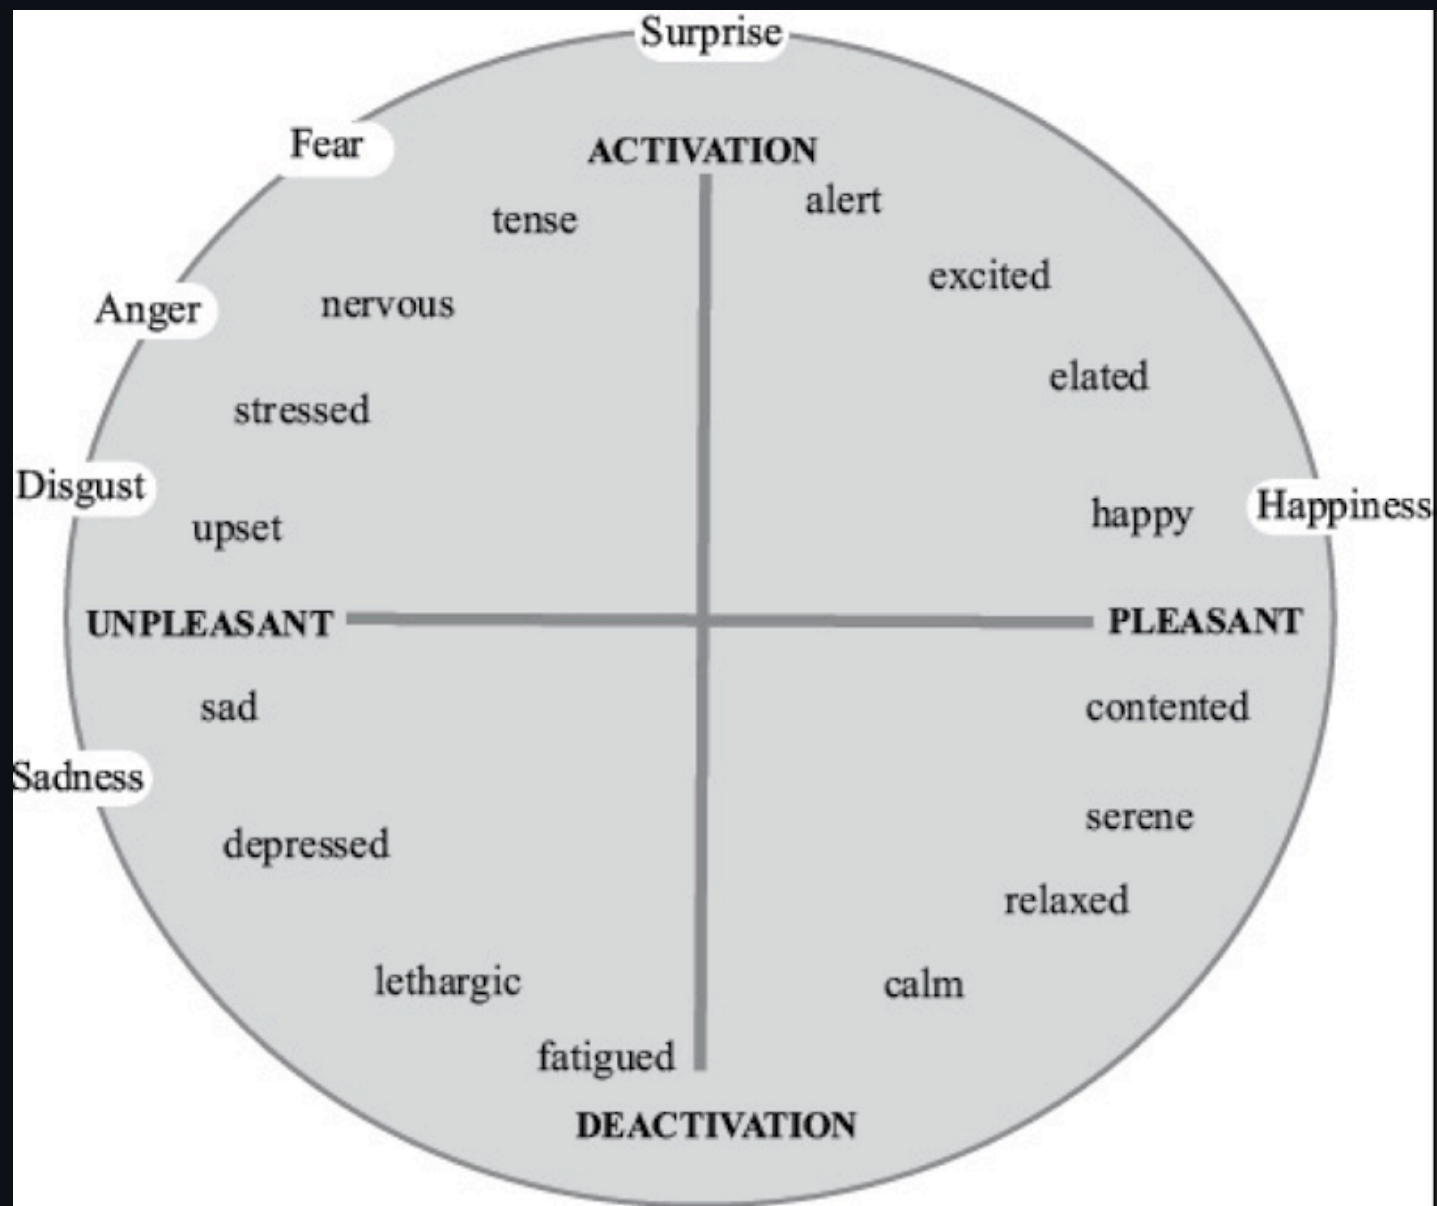 Surprise
Fear
ACTIVATION
alert
tense
excited
Anger
nervous
elated
stressed
Disgust
happy
Happiness
upset
UNPLEASANT
PLEASANT
sad
contented
Sadness
serene
depressed
relaxed
lethargic
calm
fatigued
DEACTIVATION